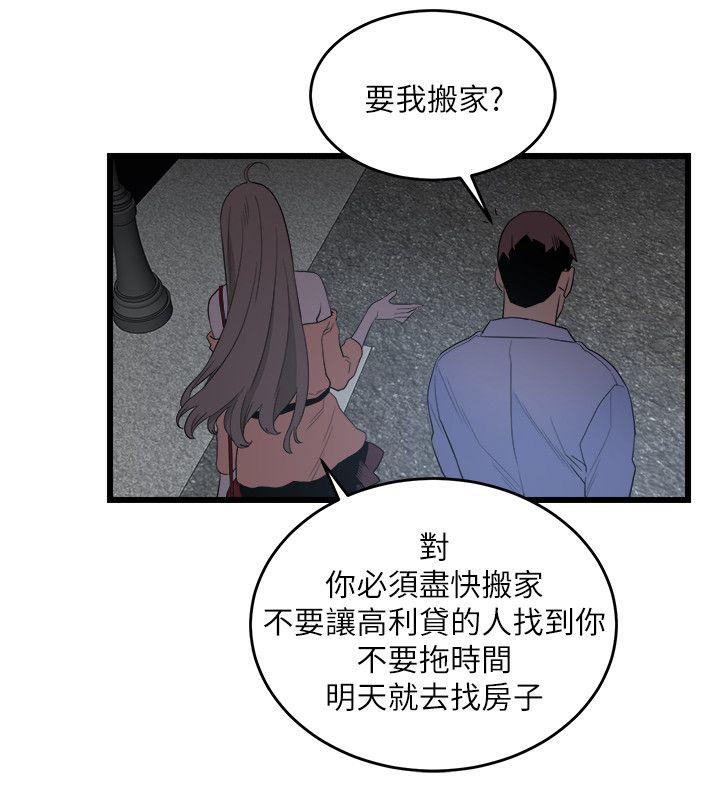 要我搬家?
對
你必須盡快搬家
不要讓高利貸的人找到你
不要拖時間
明天就去找房子